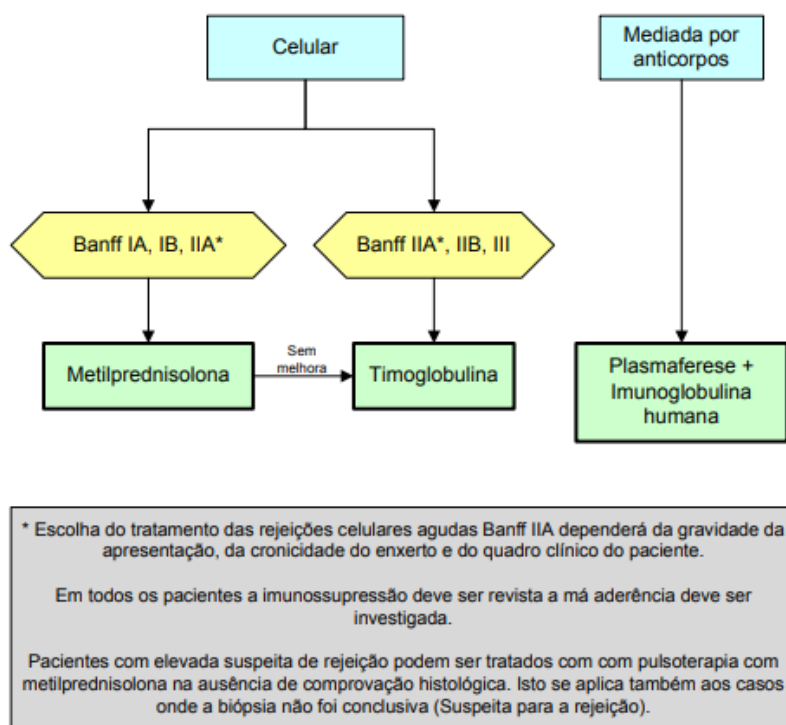 Celular
Mediada por
anticorpos
Banff IA, IB, IIA*
Banff IIA*, IIB, III
Metilprednisolona
Sem
melhora
Timoglobulina
Plasmaferese +
Imunoglobulina
humana
* Escolha do tratamento das rejeições celulares agudas Banff IIA dependerá da gravidade da
apresentação, da cronicidade do enxerto e do quadro clínico do paciente.
Em todos os pacientes a imunossupressão deve ser revista a má aderência deve ser
investigada.
Pacientes com elevada suspeita de rejeição podem ser tratados com com pulsoterapia com
metilprednisolona na ausência de comprovação histológica. Isto se aplica também aos casos
onde a biópsia não foi conclusiva (Suspeita para a rejeição).